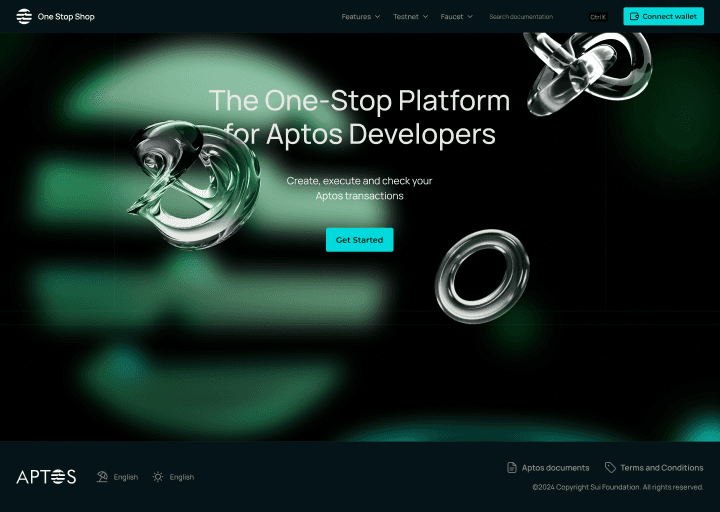 One Stop Shop
Features
Testnet
Faucet
Search documentation
Ctrl K
Connect wallet
The One-Stop Platform
for Aptos Developers
Create, execute and check your
Aptos transactions
Get Started
APTOS
English
English
Aptos documents
Terms and Conditions
©2024 Copyright Sui Foundation. All rights reserved.